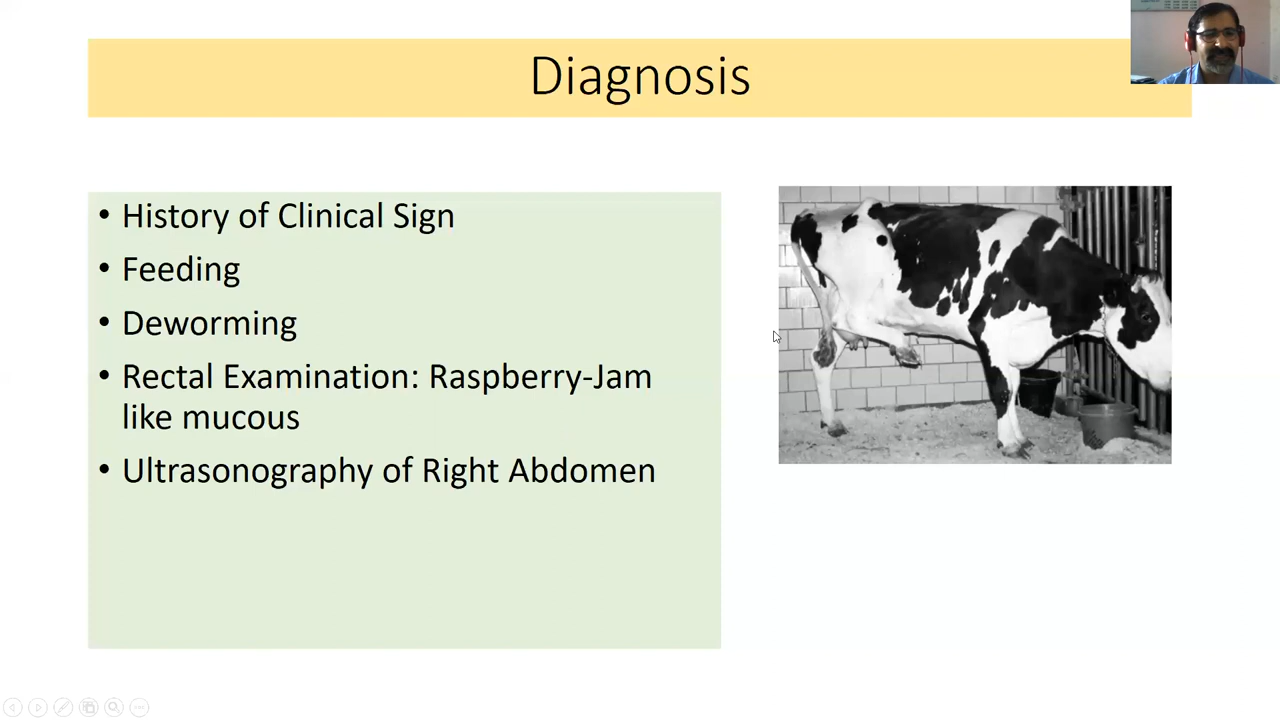 Diagnosis
• History of Clinical Sign
• Feeding
• Deworming
• Rectal Examination: Raspberry-Jam
like mucous
• Ultrasonography of Right Abdomen